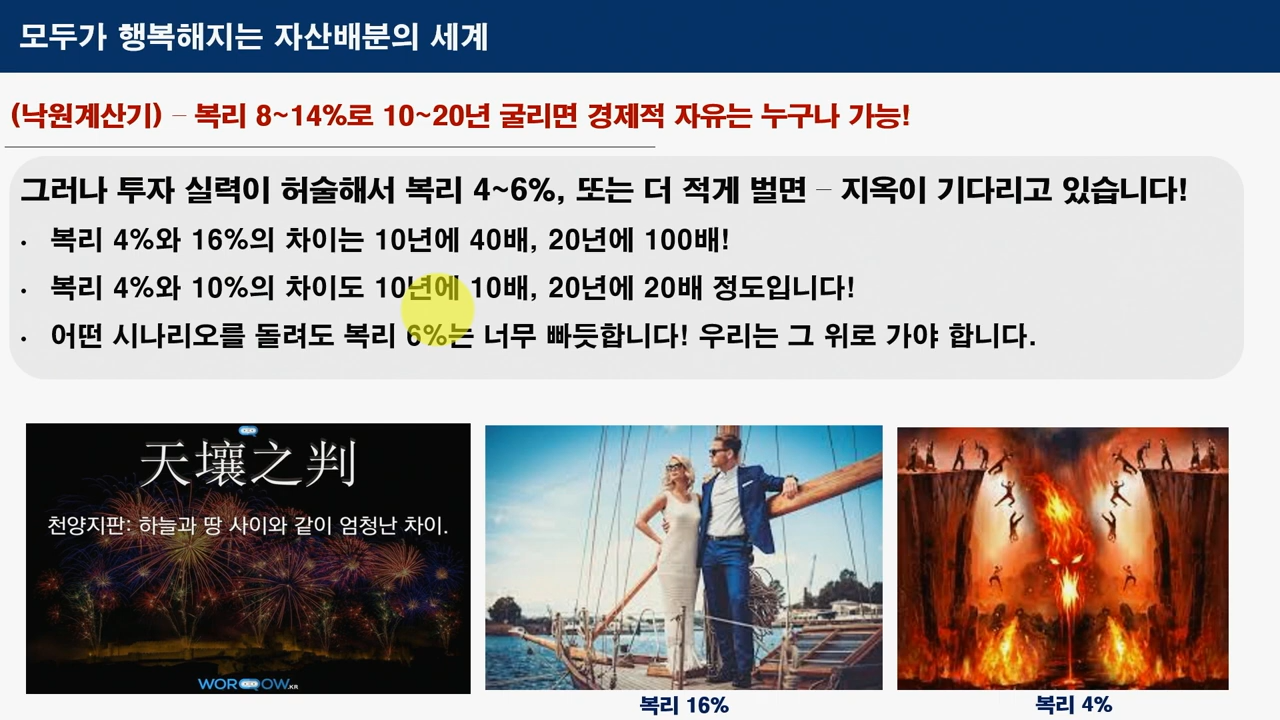 모두가 행복해지는 자산배분의 세계
(낙원계산기) – 복리 8~14%로 10~20년 굴리면 경제적 자유는 누구나 가능!
그러나 투자 실력이 허술해서 복리 4~6%, 또는 더 적게 벌면 – 지옥이 기다리고 있습니다!
• 복리 4%와 16%의 차이는 10년에 40배, 20년에 100배!
• 복리 4%와 10%의 차이도 10년에 10배, 20년에 20배 정도입니다!
• 어떤 시나리오를 돌려도 복리 6%는 너무 빠듯합니다! 우리는 그 위로 가야 합니다.
天壤之判
천양지판: 하늘과 땅 사이와 같이 엄청난 차이.
WORWOW.KR
복리 16%
복리 4%